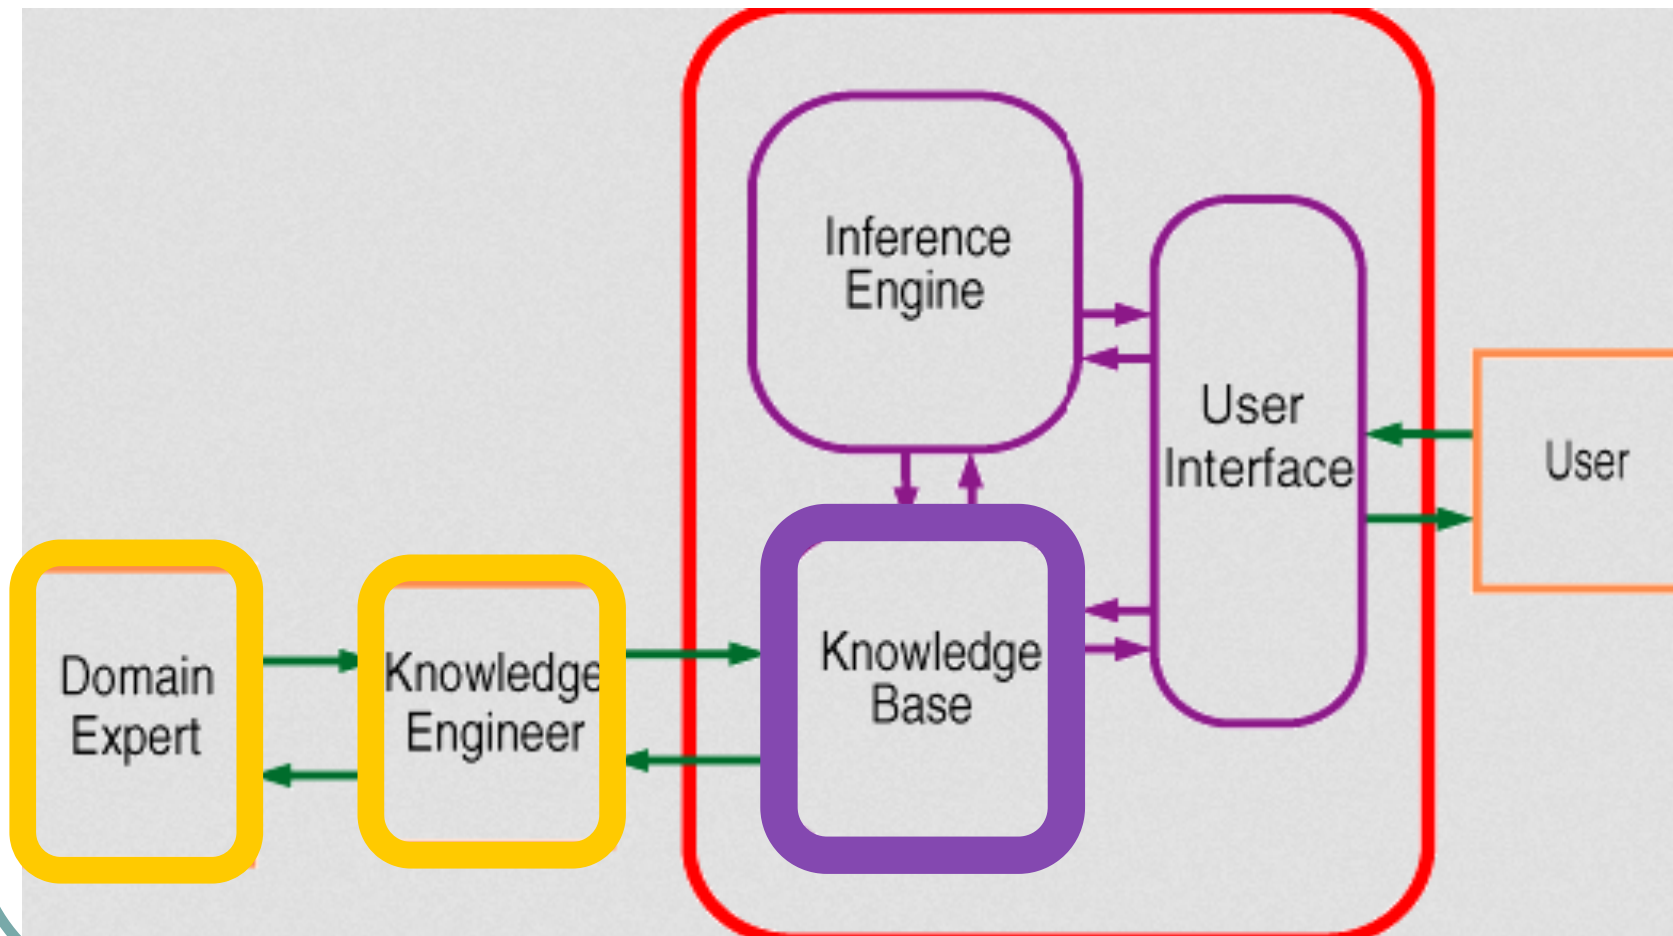 Inference
Engine
User
Interface
User
Domain
Expert
Knowledge
Engineer
Knowledge
Base